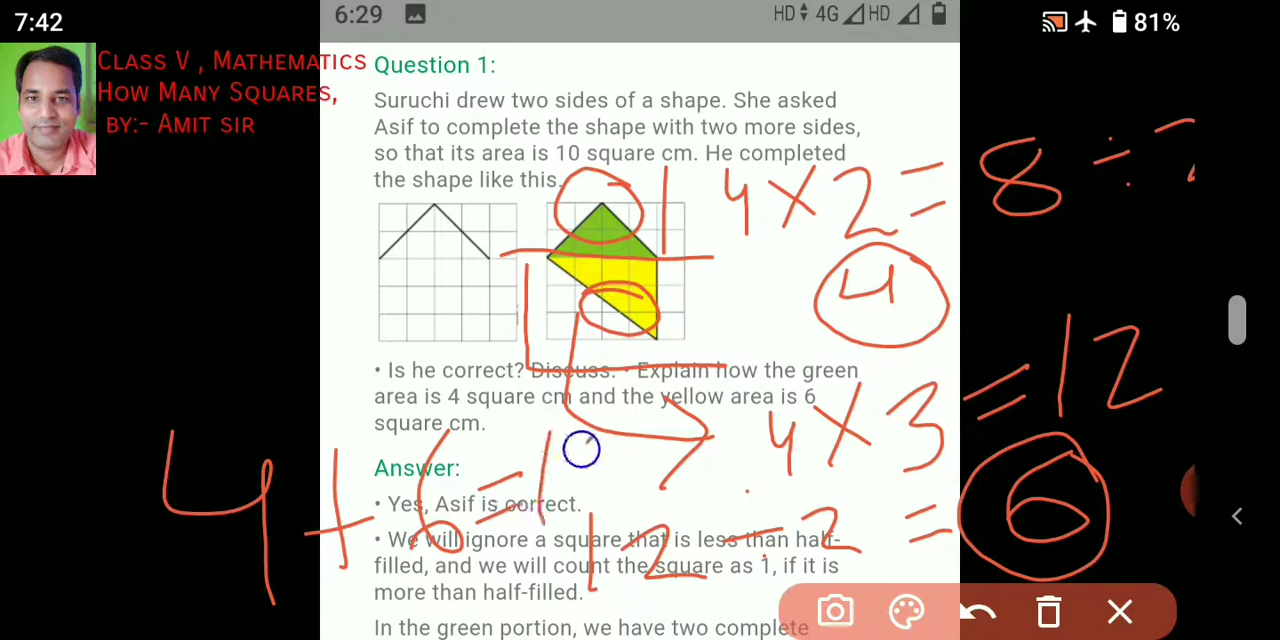 7:42
6:29
HD 4G HD
81%
CLASS V , MATHEMATICS
HOW MANY SQUARES,
BY:- AMIT SIR
Question 1:
Suruchi drew two sides of a shape. She asked
Asif to complete the shape with two more sides,
so that its area is 10 square cm. He completed
the shape like this.
4 × 2 = 8 ÷
4
• Is he correct? Discuss. • Explain how the green
area is 4 square cm and the yellow area is 6
square cm.
4 × 3 = 12
4 + 6 = 1
Answer:
• Yes, Asif is correct.
12 ÷ 2 = 6
• We will ignore a square that is less than half-
filled, and we will count the square as 1, if it is
more than half-filled.
In the green portion, we have two complete